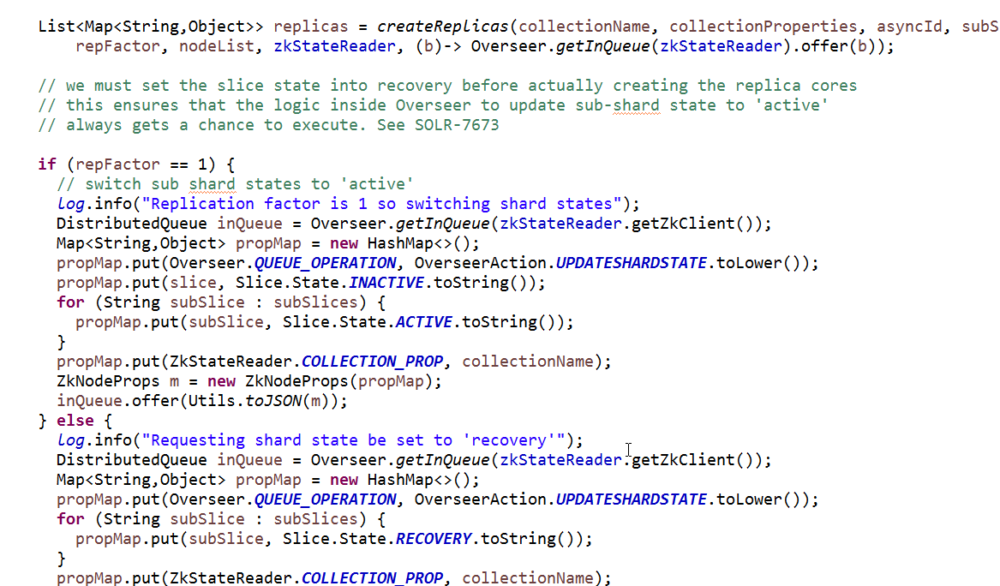 List<Map<String,Object>> replicas = createReplicas(collectionName, collectionProperties, asyncId, subS
repFactor, nodeList, zkStateReader, (b)-> Overseer.getInQueue(zkStateReader).offer(b));
// we must set the slice state into recovery before actually creating the replica cores
// this ensures that the logic inside Overseer to update sub-shard state to 'active'
// always gets a chance to execute. See SOLR-7673
if (repFactor == 1) {
// switch sub shard states to 'active'
log.info("Replication factor is 1 so switching shard states");
DistributedQueue inQueue = Overseer.getInQueue(zkStateReader.getZkClient());
Map<String,Object> propMap = new HashMap<>();
propMap.put(Overseer.QUEUE_OPERATION, OverseerAction.UPDATESHARDSTATE.toLower());
propMap.put(slice, Slice.State.INACTIVE.toString());
for (String subSlice : subSlices) {
propMap.put(subSlice, Slice.State.ACTIVE.toString());
}
propMap.put(ZkStateReader.COLLECTION_PROP, collectionName);
ZkNodeProps m = new ZkNodeProps(propMap);
inQueue.offer(Utils.toJSON(m));
} else {
log.info("Requesting shard state be set to 'recovery'");
DistributedQueue inQueue = Overseer.getInQueue(zkStateReader.getZkClient());
Map<String,Object> propMap = new HashMap<>();
propMap.put(Overseer.QUEUE_OPERATION, OverseerAction.UPDATESHARDSTATE.toLower());
for (String subSlice : subSlices) {
propMap.put(subSlice, Slice.State.RECOVERY.toString());
}
propMap.put(ZkStateReader.COLLECTION_PROP, collectionName);